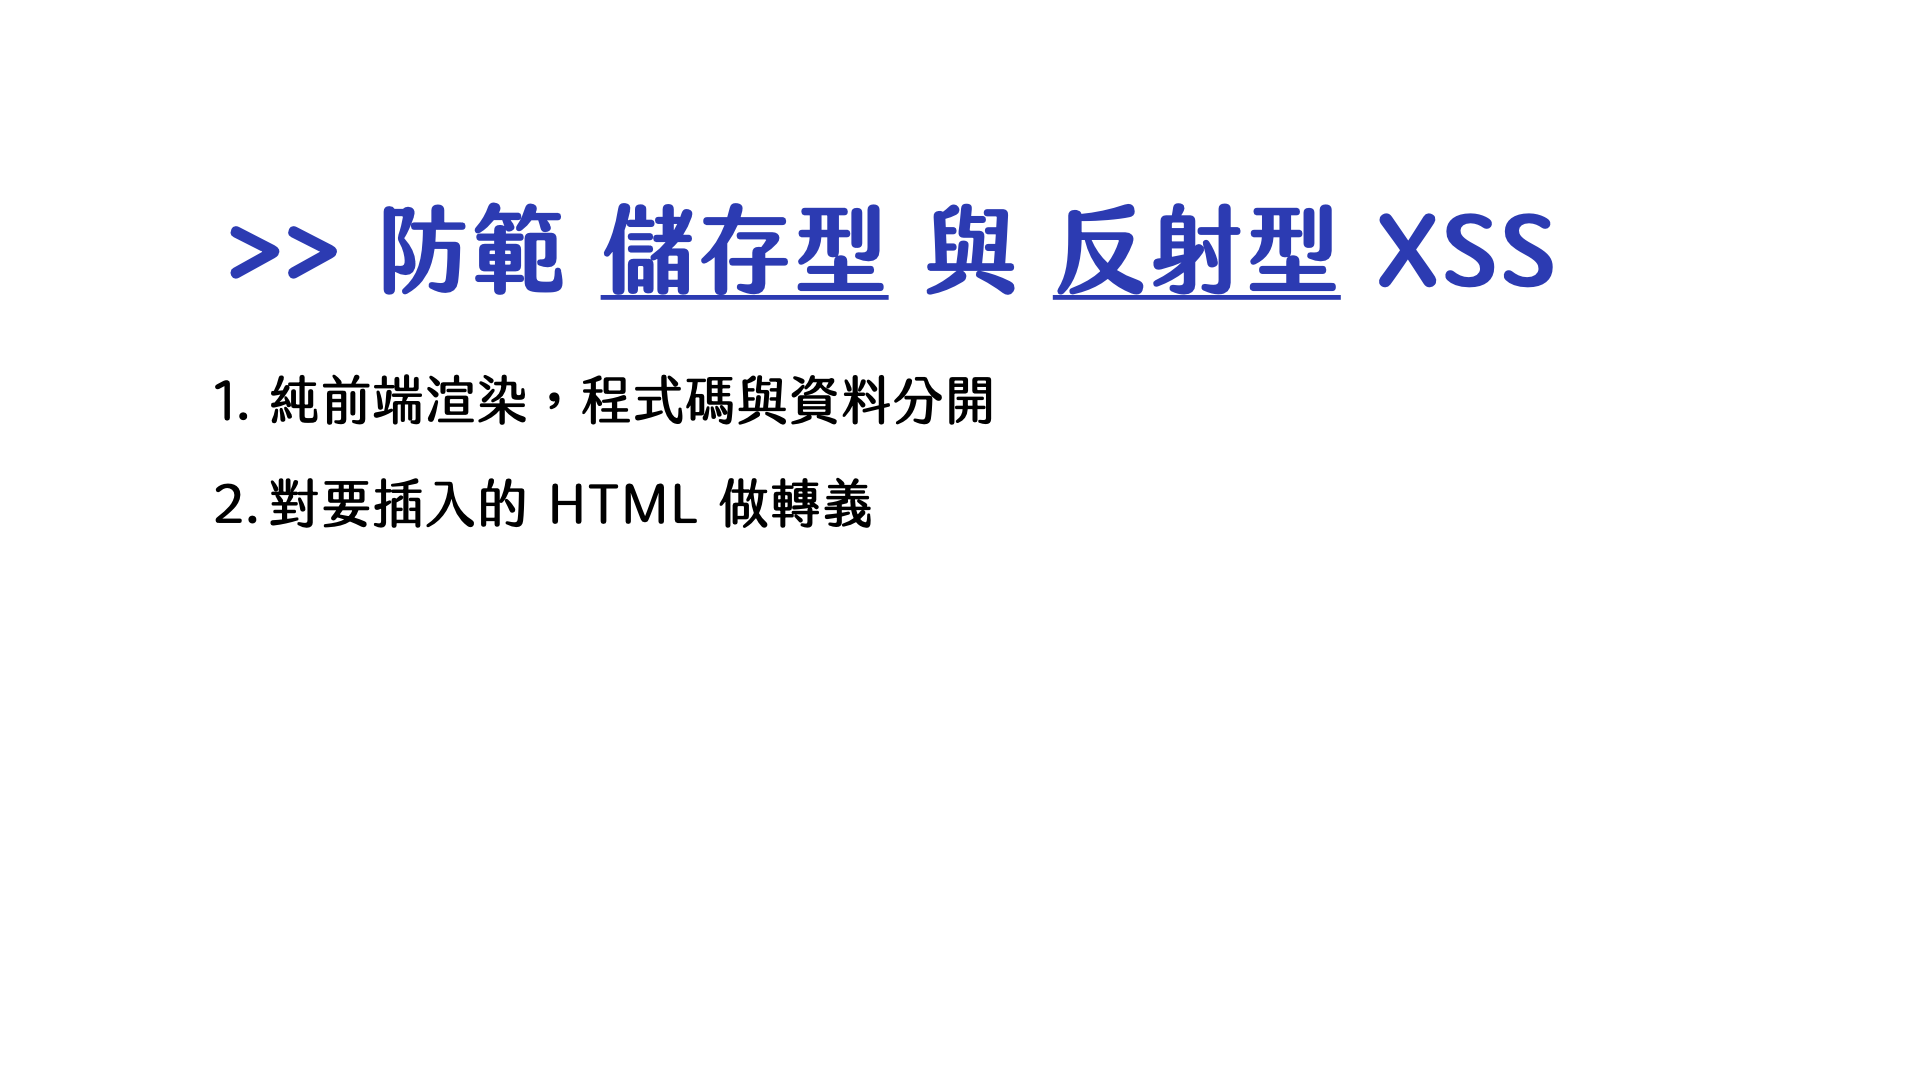 >> 防範 儲存型 與 反射型 XSS
1. 純前端渲染，程式碼與資料分開
2. 對要插入的 HTML 做轉義